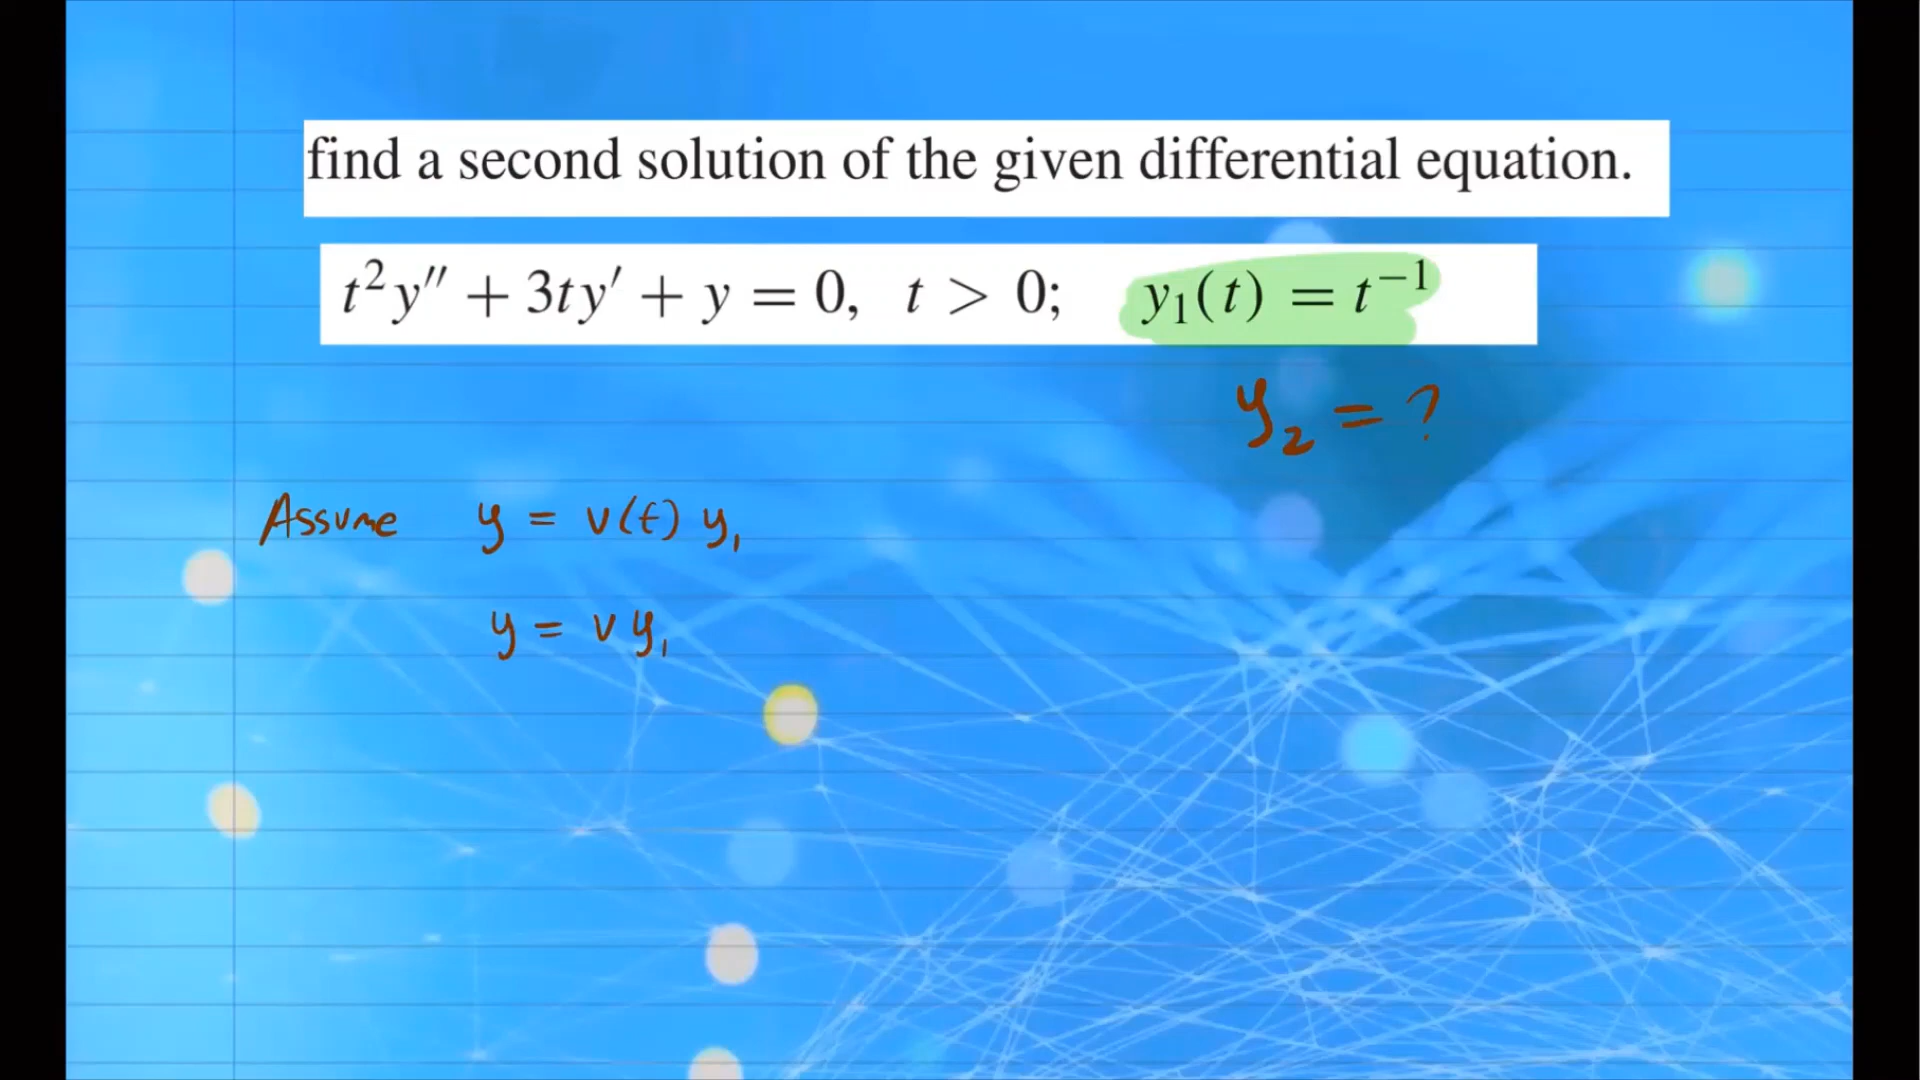 find a second solution of the given differential equation.
t²y″ + 3ty′ + y = 0, t > 0; y₁(t) = t⁻¹
y₂ = ?
Assume y = v(t) y₁
y = v y₁